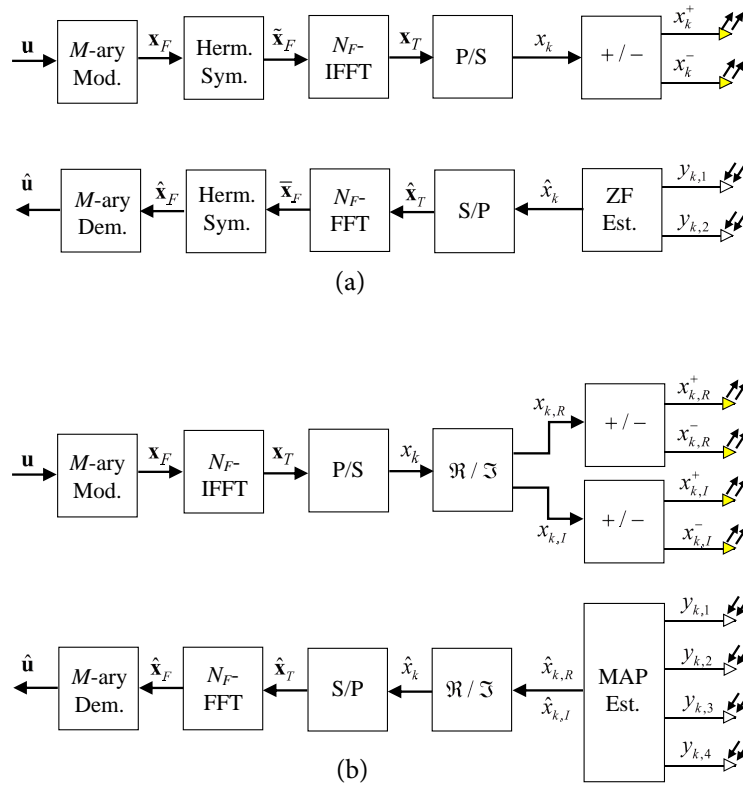 u M-ary Mod. x_F Herm. Sym. x̃_F N_F- IFFT x_T P/S x_k + / − x_k^+ x_k^−
û M-ary Dem. x̂_F Herm. Sym. x̅_F N_F- FFT x̂_T S/P x̂_k ZF Est. y_{k,1} y_{k,2}
(a)
u M-ary Mod. x_F N_F- IFFT x_T P/S x_k ℜ / ℑ x_{k,R} x_{k,I} + / − + / − x_{k,R}^+ x_{k,R}^− x_{k,I}^+ x_{k,I}^−
û M-ary Dem. x̂_F N_F- FFT x̂_T S/P x̂_k ℜ / ℑ x̂_{k,R} x̂_{k,I} MAP Est. y_{k,1} y_{k,2} y_{k,3} y_{k,4}
(b)